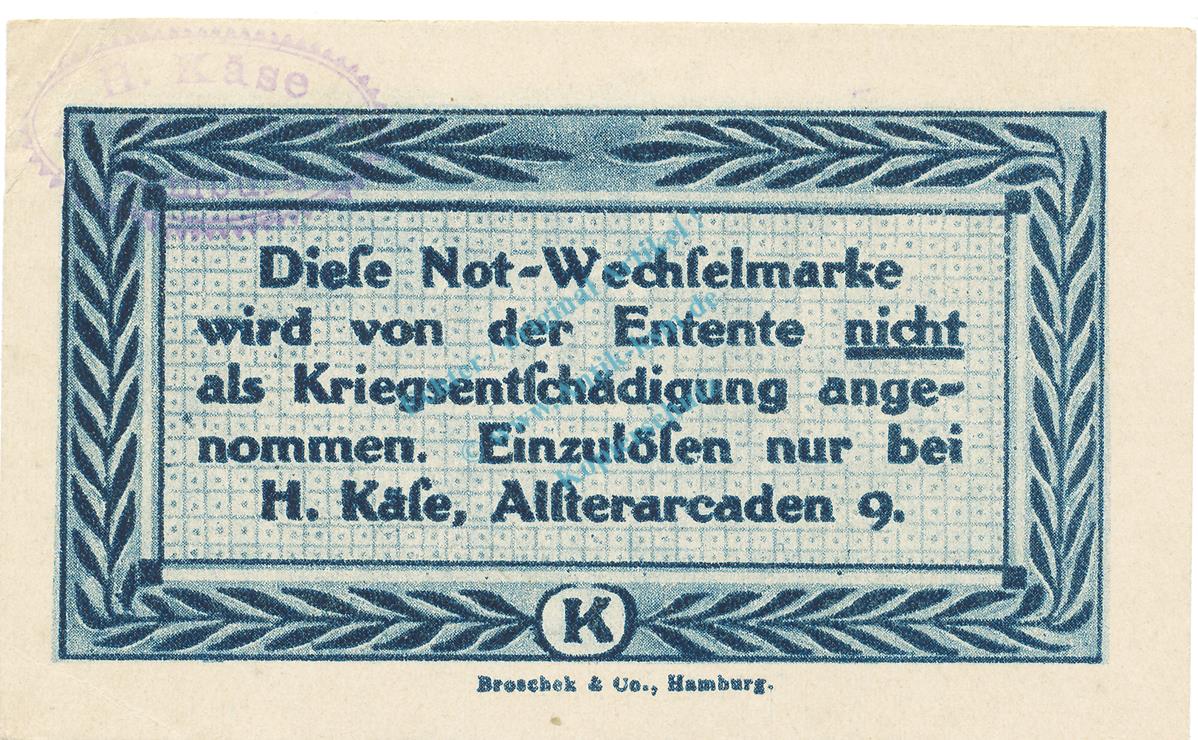 H. Käse
Dieſe Not-Wechſelmarke
wird von der Entente nicht
als Kriegsentſchädigung ange-
nommen. Einzulöſen nur bei
H. Käſe, Alſterarcaden 9.
K
Broschek & Co., Hamburg.